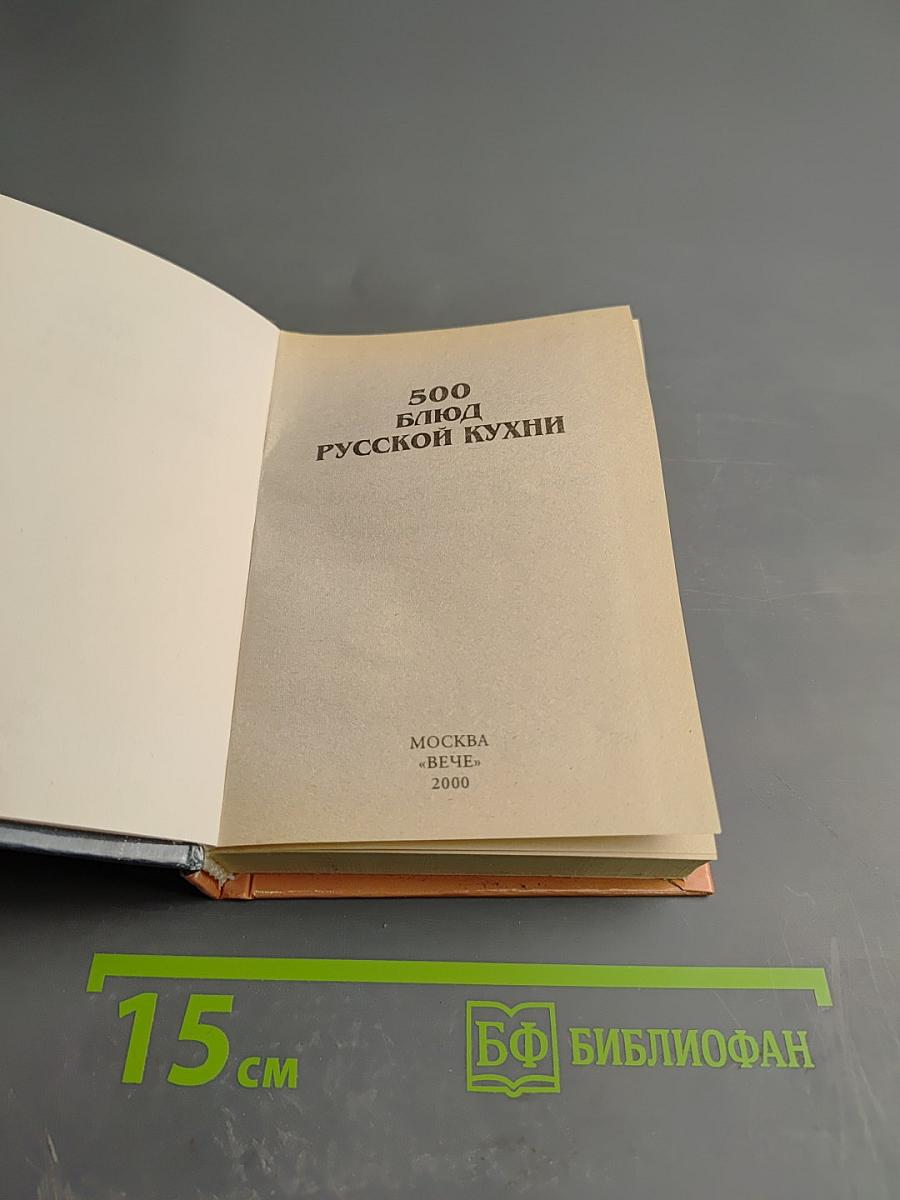 500
БЛЮД
РУССКОЙ КУХНИ
МОСКВА
«ВЕЧЕ»
2000
15 см
БФ БИБЛИОФАН